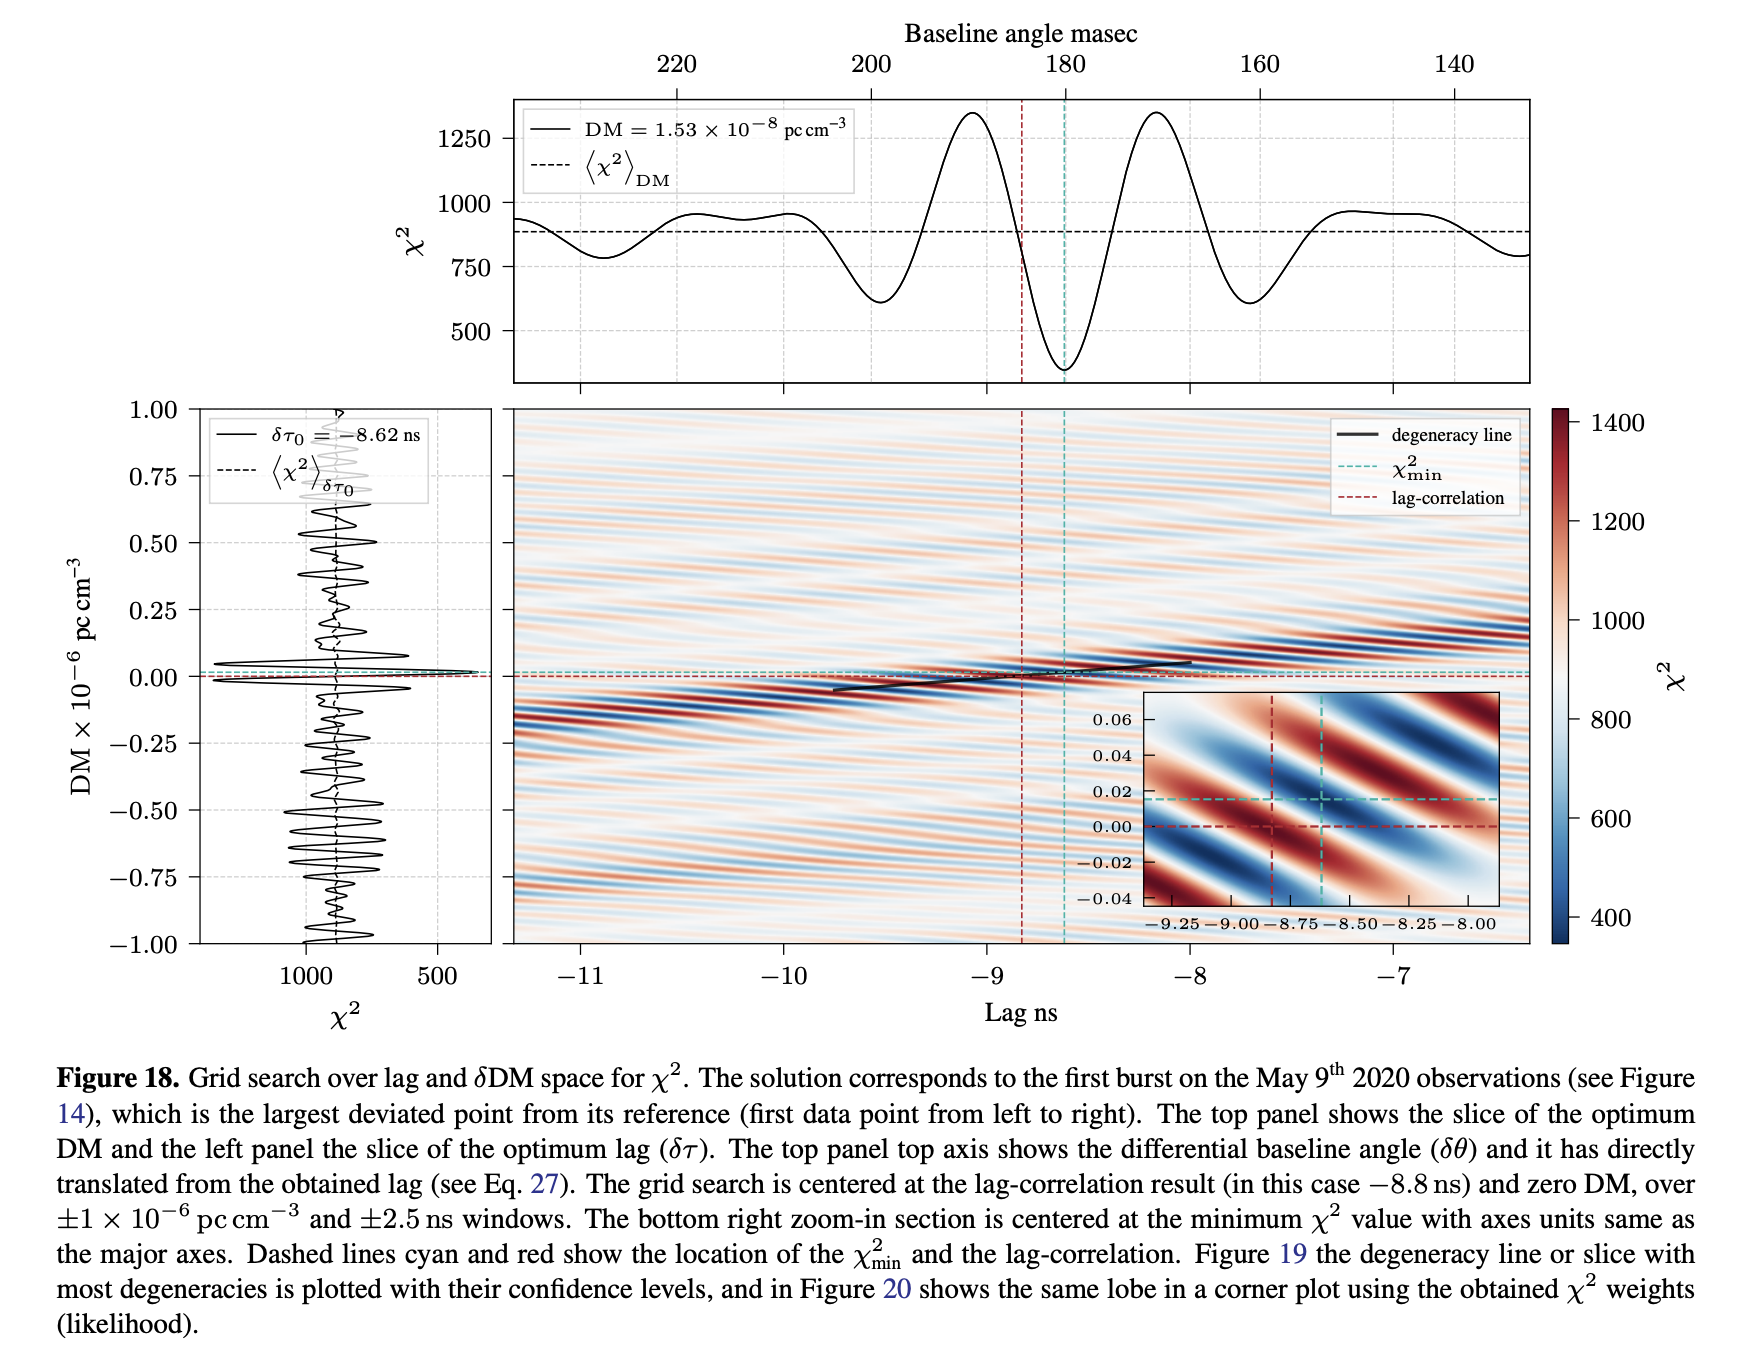 Baseline angle masec
220 200 180 160 140
1250
1000
750
500
χ²
DM = 1.53 × 10⁻⁸ pc cm⁻³
⟨χ²⟩DM
1.00
0.75
0.50
0.25
0.00
−0.25
−0.50
−0.75
−1.00
DM × 10⁻⁶ pc cm⁻³
δτ₀ = −8.62 ns
⟨χ²⟩δτ₀
1000 500
χ²
degeneracy line
χ²min
lag-correlation
0.06
0.04
0.02
0.00
−0.02
−0.04
−9.25 −9.00 −8.75 −8.50 −8.25 −8.00
−11 −10 −9 −8 −7
Lag ns
1400
1200
1000
800
600
400
χ²
Figure 18. Grid search over lag and δDM space for χ². The solution corresponds to the first burst on the May 9ᵗʰ 2020 observations (see Figure
14), which is the largest deviated point from its reference (first data point from left to right). The top panel shows the slice of the optimum
DM and the left panel the slice of the optimum lag (δτ). The top panel top axis shows the differential baseline angle (δθ) and it has directly
translated from the obtained lag (see Eq. 27). The grid search is centered at the lag-correlation result (in this case −8.8 ns) and zero DM, over
±1 × 10⁻⁶ pc cm⁻³ and ±2.5 ns windows. The bottom right zoom-in section is centered at the minimum χ² value with axes units same as
the major axes. Dashed lines cyan and red show the location of the χ²min and the lag-correlation. Figure 19 the degeneracy line or slice with
most degeneracies is plotted with their confidence levels, and in Figure 20 shows the same lobe in a corner plot using the obtained χ² weights
(likelihood).